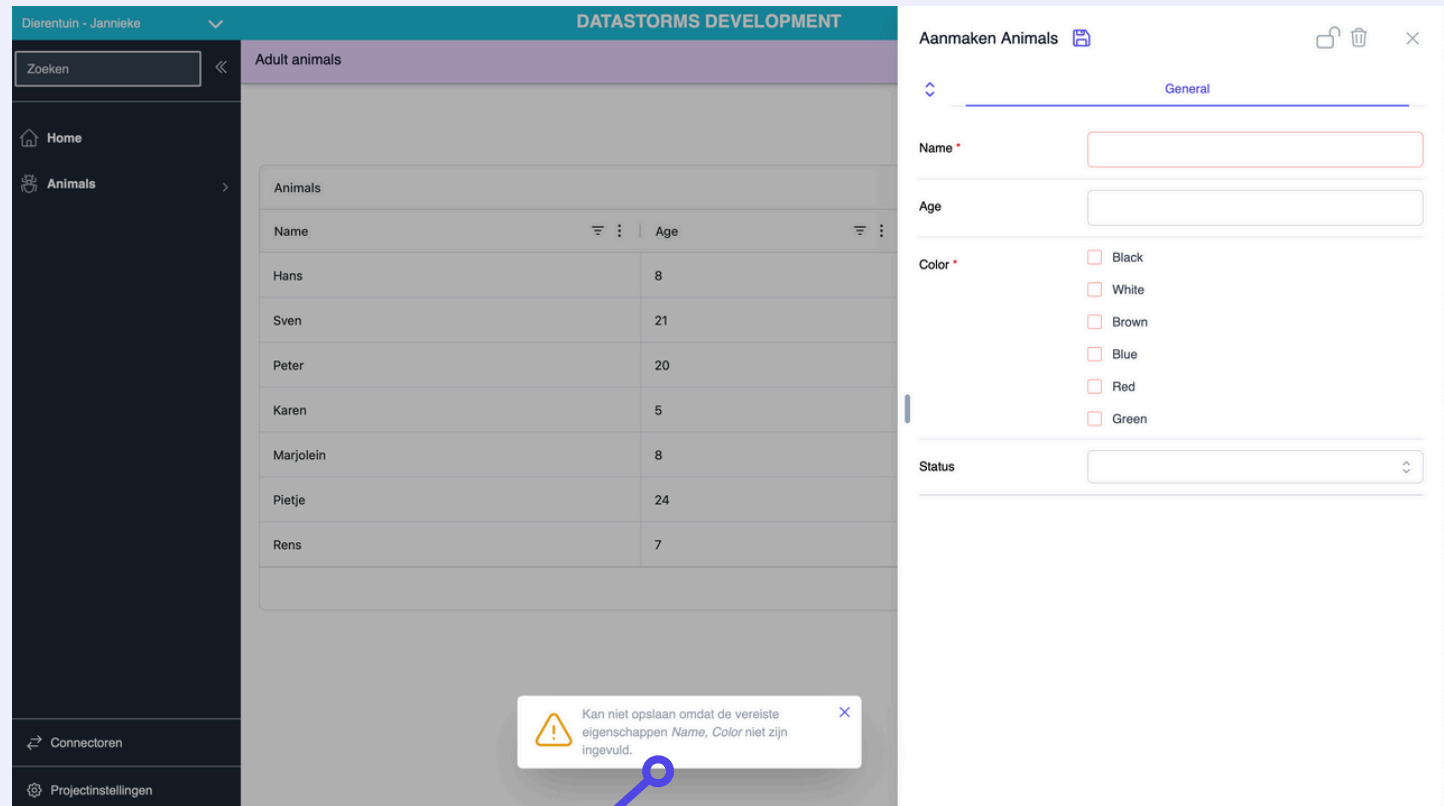 Dierentuin - Jannieke
DATASTORMS DEVELOPMENT
Zoeken
Home
Animals
Connectoren
Projectinstellingen
Adult animals
Animals
Name Age
Hans 8
Sven 21
Peter 20
Karen 5
Marjolein 8
Pietje 24
Rens 7
Kan niet opslaan omdat de vereiste
eigenschappen Name, Color niet zijn
ingevuld.
Aanmaken Animals
General
Name *
Age
Color *
Black
White
Brown
Blue
Red
Green
Status